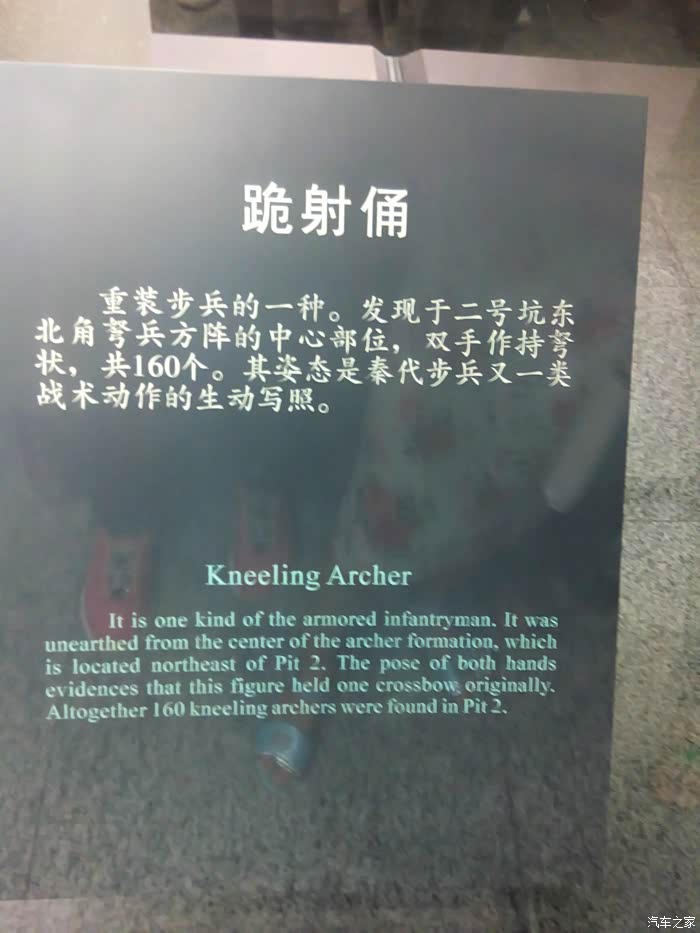 跪射俑
重装步兵的一种。发现于二号坑东
北角弩兵方阵的中心部位，双手作持弩
状，共160个。其姿态是秦代步兵又一类
战术动作的生动写照。
Kneeling Archer
It is one kind of the armored infantryman. It was
unearthed from the center of the archer formation, which
is located northeast of Pit 2. The pose of both hands
evidences that this figure held one crossbow originally.
Altogether 160 kneeling archers were found in Pit 2.
汽车之家